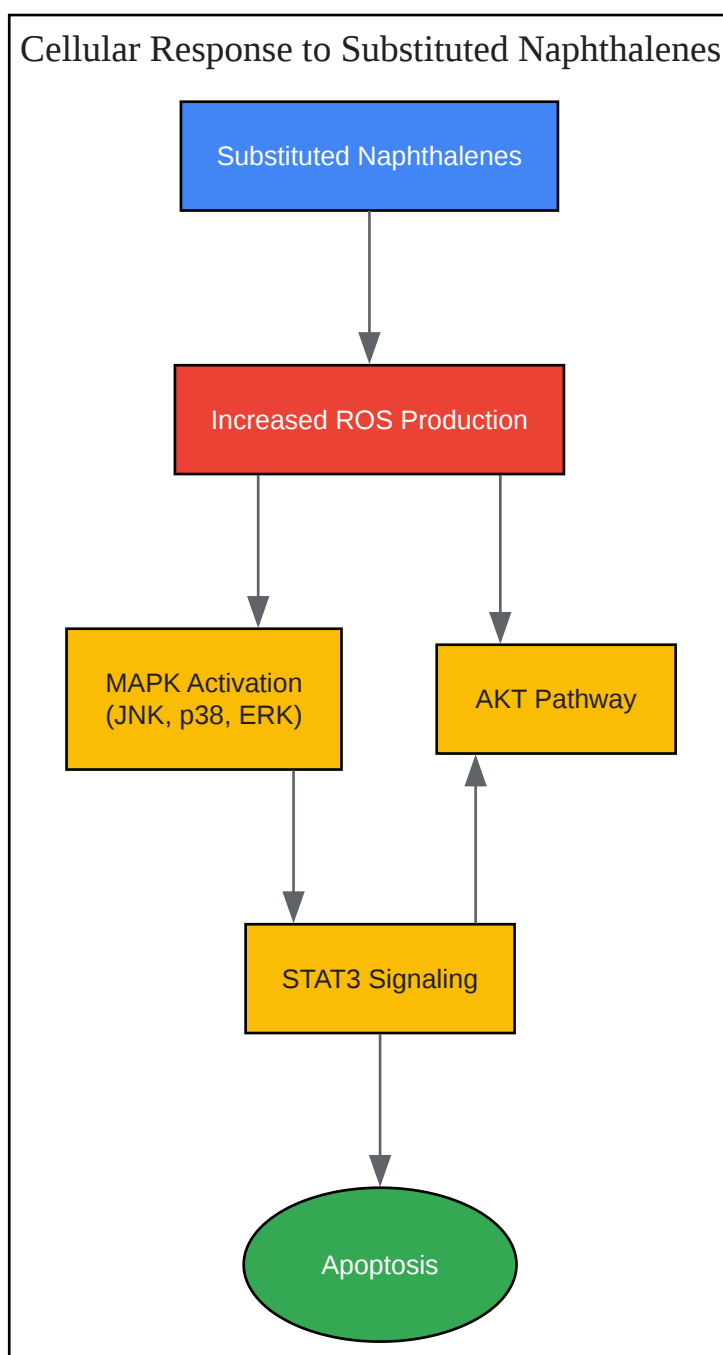 Cellular Response to Substituted Naphthalenes
Substituted Naphthalenes
Increased ROS Production
MAPK Activation
(JNK, p38, ERK)
AKT Pathway
STAT3 Signaling
Apoptosis